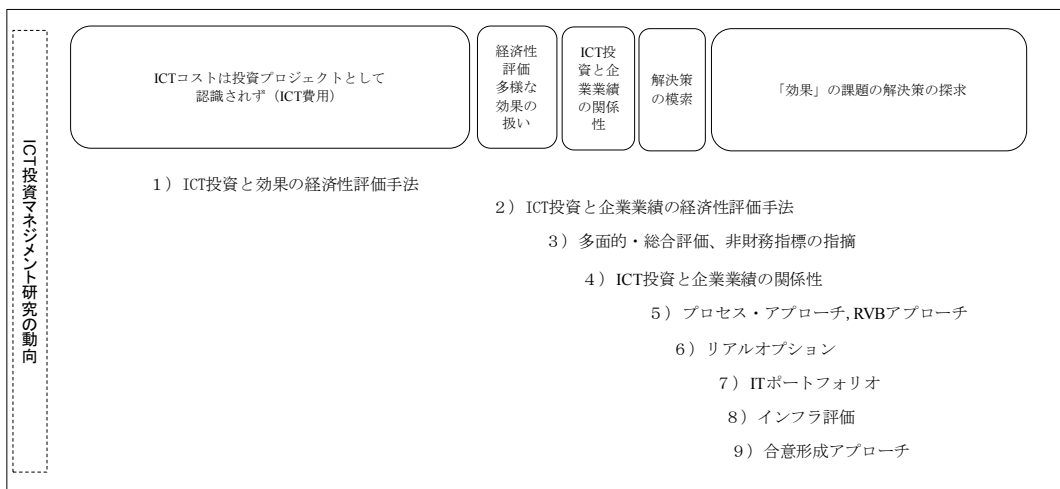 ICT投資マネジメント研究の動向
ICTコストは投資プロジェクトとして
認識されず（ICT費用）
経済性
評価
多様な
効果の
扱い
ICT投
資と企
業業績
の関係
性
解決策
の模索
「効果」の課題の解決策の探求
１）ICT投資と効果の経済性評価手法
２）ICT投資と企業業績の経済性評価手法
３）多面的・総合評価、非財務指標の指摘
４）ICT投資と企業業績の関係性
５）プロセス・アプローチ,RVBアプローチ
６）リアルオプション
７）ITポートフォリオ
８）インフラ評価
９）合意形成アプローチ